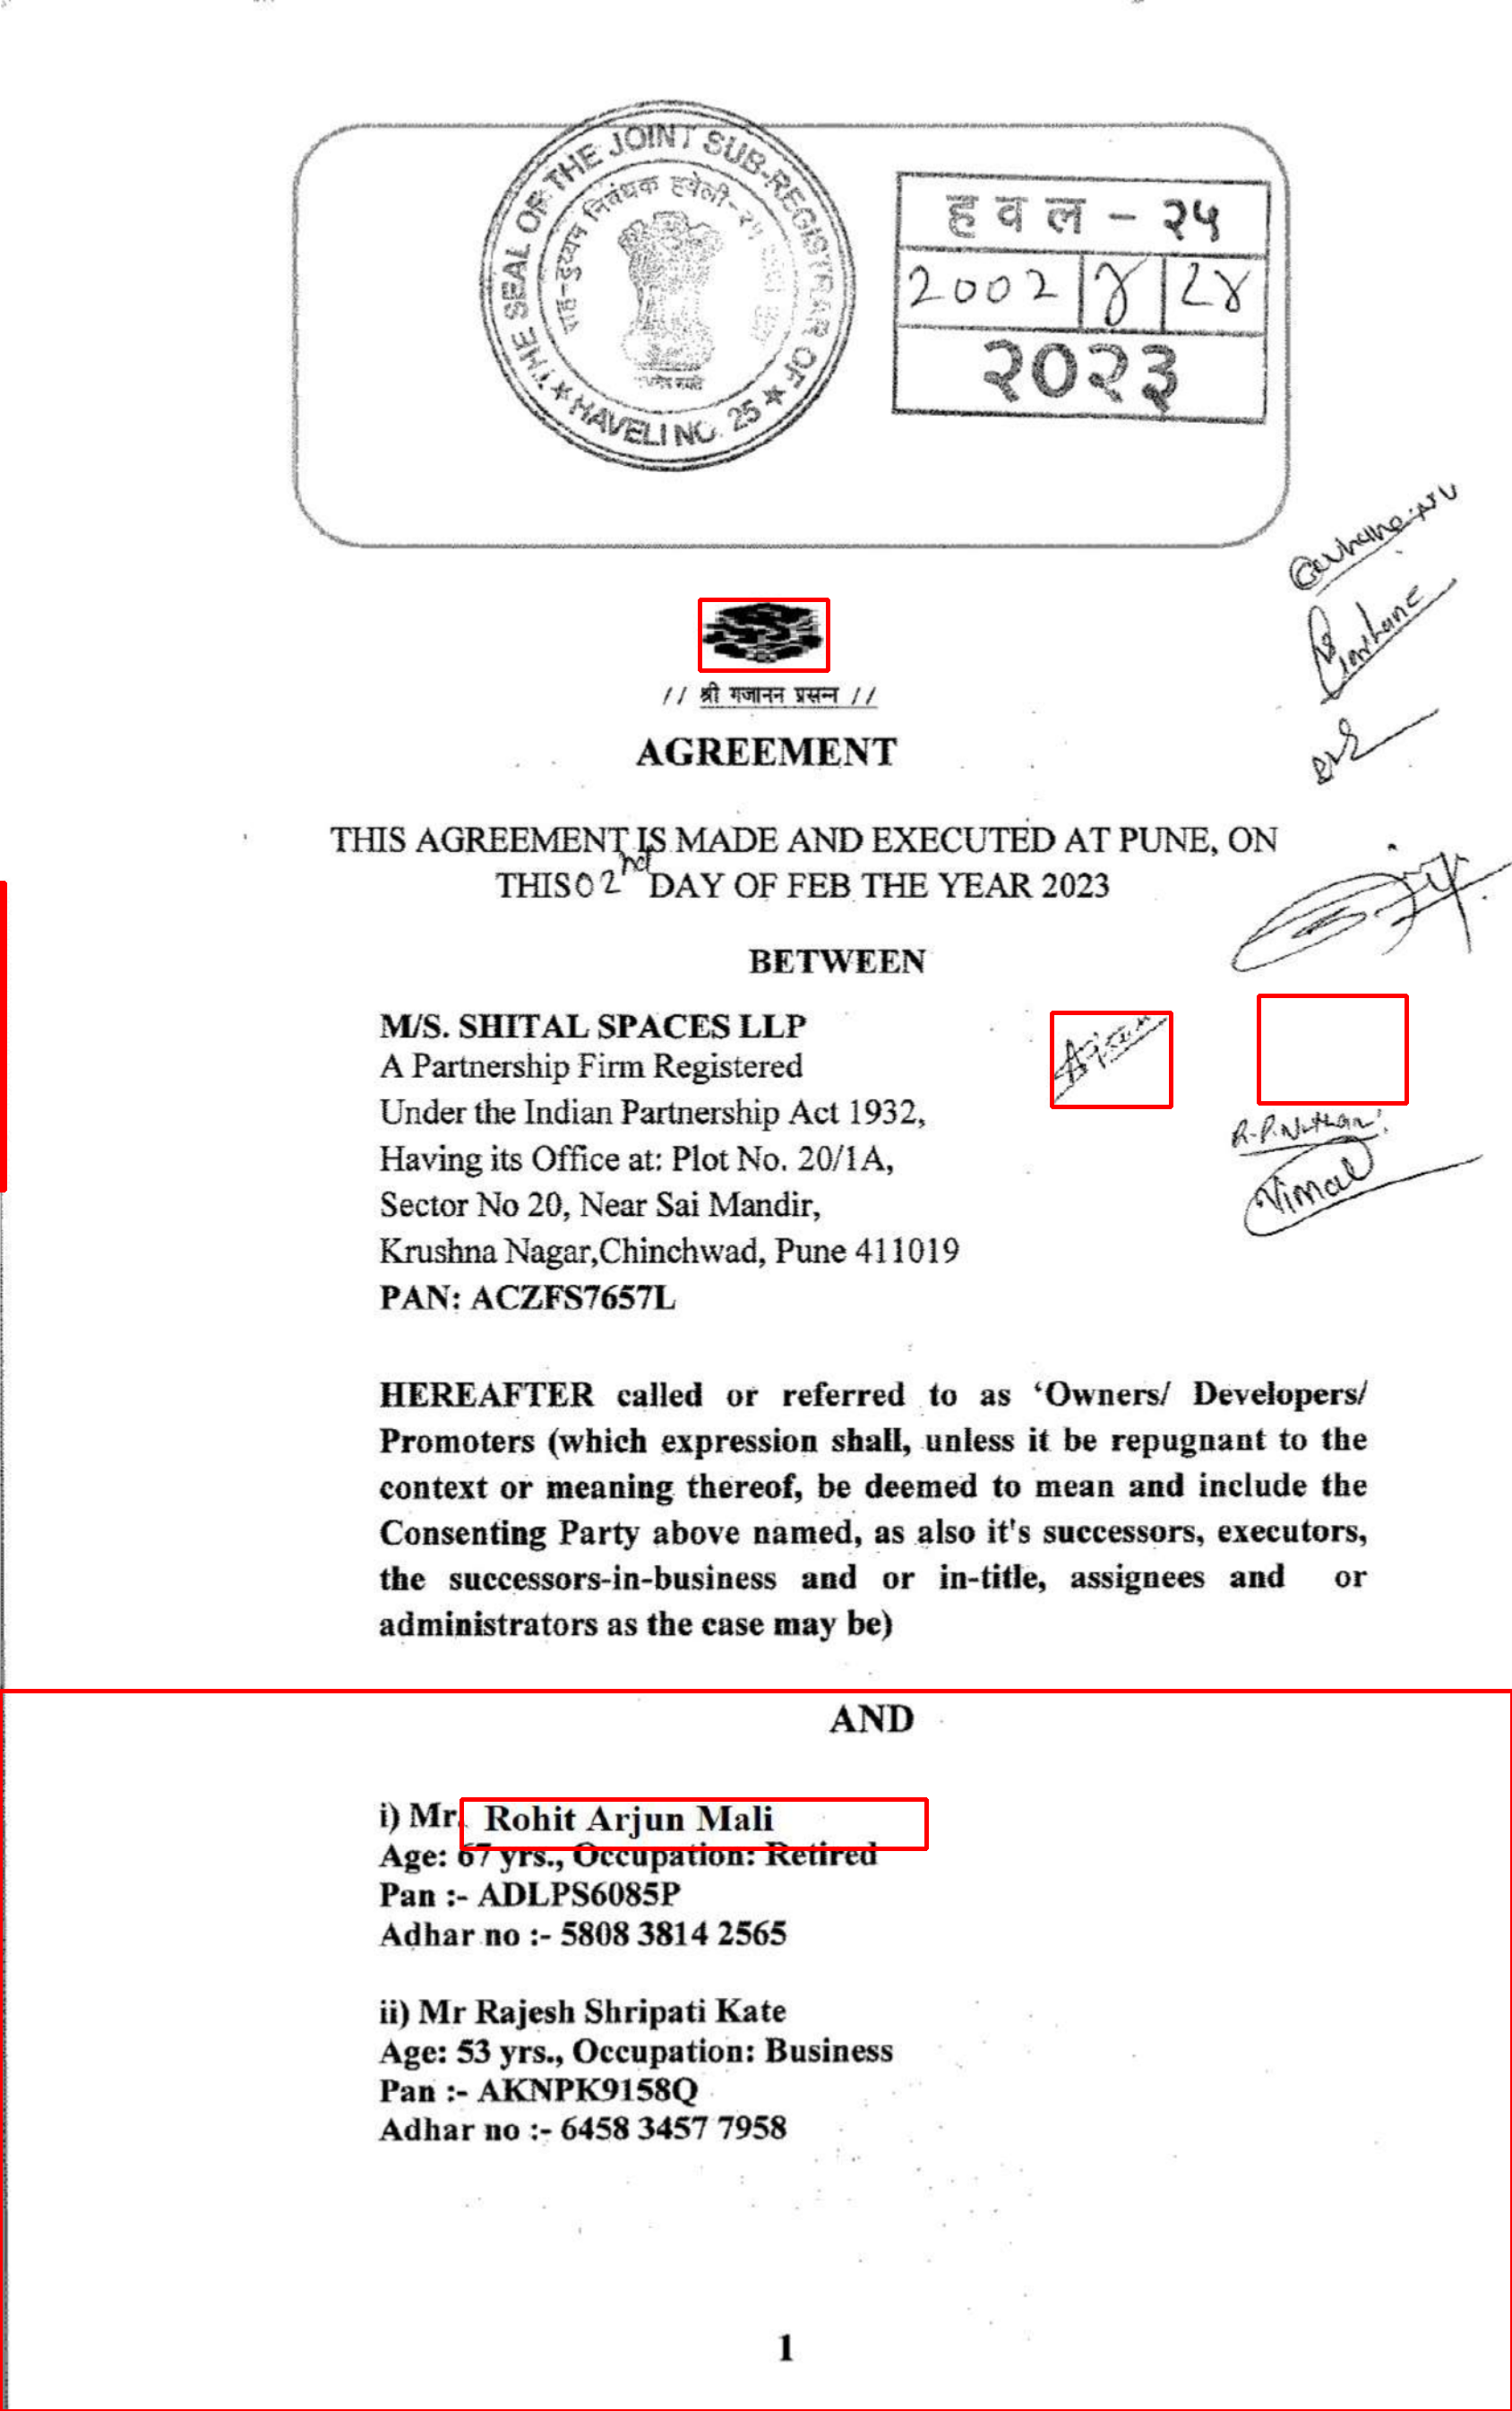 THE SEAL OF THE JOINT SUB-REGISTRAR OF
HAVELI NO. 25
सह-दुय्यम निबंधक हवेली-२५
ह व ल - २५
2002 | 8 | 28
२०२३
// श्री गजानन प्रसन्न //
AGREEMENT
THIS AGREEMENT IS MADE AND EXECUTED AT PUNE, ON
THIS 02nd DAY OF FEB THE YEAR 2023
BETWEEN
M/S. SHITAL SPACES LLP
A Partnership Firm Registered
Under the Indian Partnership Act 1932,
Having its Office at: Plot No. 20/1A,
Sector No 20, Near Sai Mandir,
Krushna Nagar,Chinchwad, Pune 411019
PAN: ACZFS7657L
R.P.
Vimal
HEREAFTER called or referred to as ‘Owners/ Developers/
Promoters (which expression shall, unless it be repugnant to the
context or meaning thereof, be deemed to mean and include the
Consenting Party above named, as also it's successors, executors,
the successors-in-business and or in-title, assignees and or
administrators as the case may be)
AND
i) Mr. Rohit Arjun Mali
Age: 67 yrs., Occupation: Retired
Pan :- ADLPS6085P
Adhar no :- 5808 3814 2565
ii) Mr Rajesh Shripati Kate
Age: 53 yrs., Occupation: Business
Pan :- AKNPK9158Q
Adhar no :- 6458 3457 7958
1